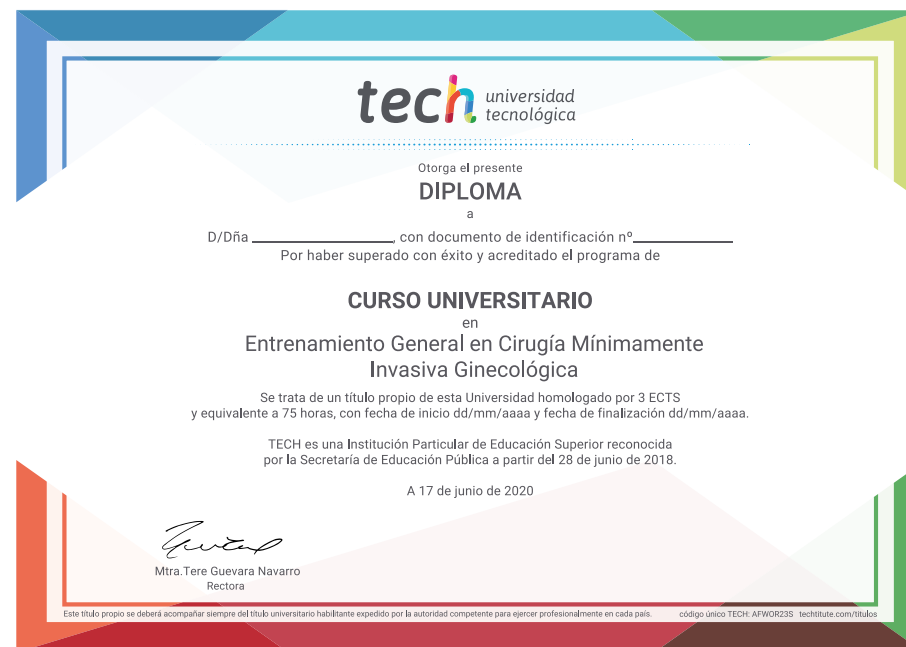 tech universidad
tecnológica
Otorga el presente
DIPLOMA
a
D/Dña ____________________, con documento de identificación nº______________
Por haber superado con éxito y acreditado el programa de
CURSO UNIVERSITARIO
en
Entrenamiento General en Cirugía Mínimamente
Invasiva Ginecológica
Se trata de un título propio de esta Universidad homologado por 3 ECTS
y equivalente a 75 horas, con fecha de inicio dd/mm/aaaa y fecha de finalización dd/mm/aaaa.
TECH es una Institución Particular de Educación Superior reconocida
por la Secretaría de Educación Pública a partir del 28 de junio de 2018.
A 17 de junio de 2020
Mtra.Tere Guevara Navarro
Rectora
Este título propio se deberá acompañar siempre del título universitario habilitante expedido por la autoridad competente para ejercer profesionalmente en cada país. código único TECH: AFWOR23S techtitute.com/titulos